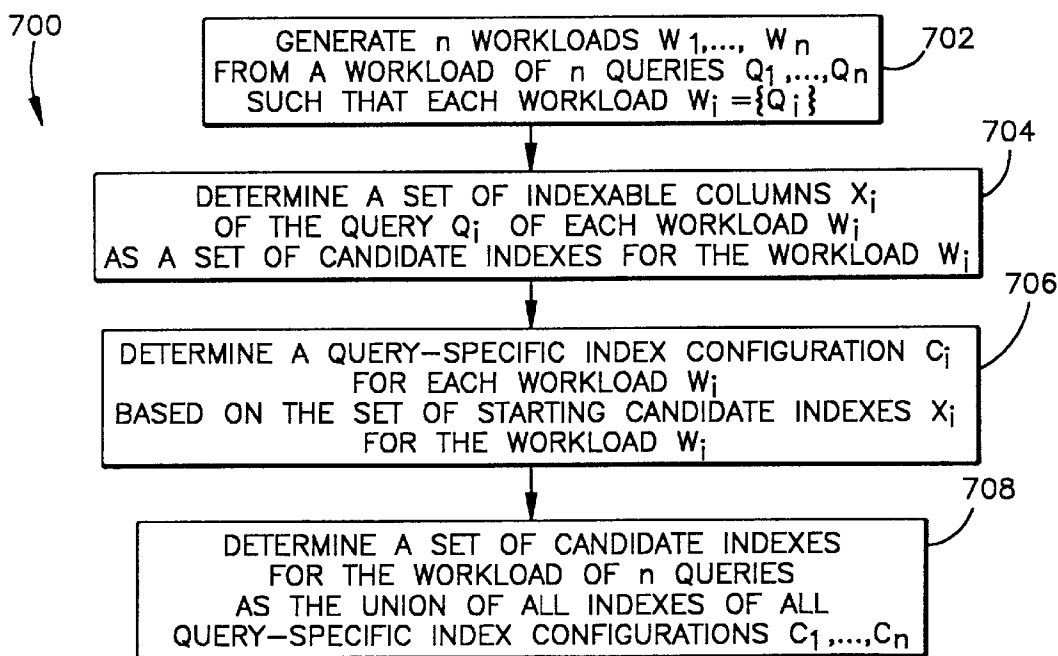 700
GENERATE n WORKLOADS W1,..., Wn
FROM A WORKLOAD OF n QUERIES Q1,...,Qn
SUCH THAT EACH WORKLOAD Wi = {Qi}
702
DETERMINE A SET OF INDEXABLE COLUMNS Xi
OF THE QUERY Qi OF EACH WORKLOAD Wi
AS A SET OF CANDIDATE INDEXES FOR THE WORKLOAD Wi
704
DETERMINE A QUERY-SPECIFIC INDEX CONFIGURATION Ci
FOR EACH WORKLOAD Wi
BASED ON THE SET OF STARTING CANDIDATE INDEXES Xi
FOR THE WORKLOAD Wi
706
DETERMINE A SET OF CANDIDATE INDEXES
FOR THE WORKLOAD OF n QUERIES
AS THE UNION OF ALL INDEXES OF ALL
QUERY-SPECIFIC INDEX CONFIGURATIONS C1,...,Cn
708